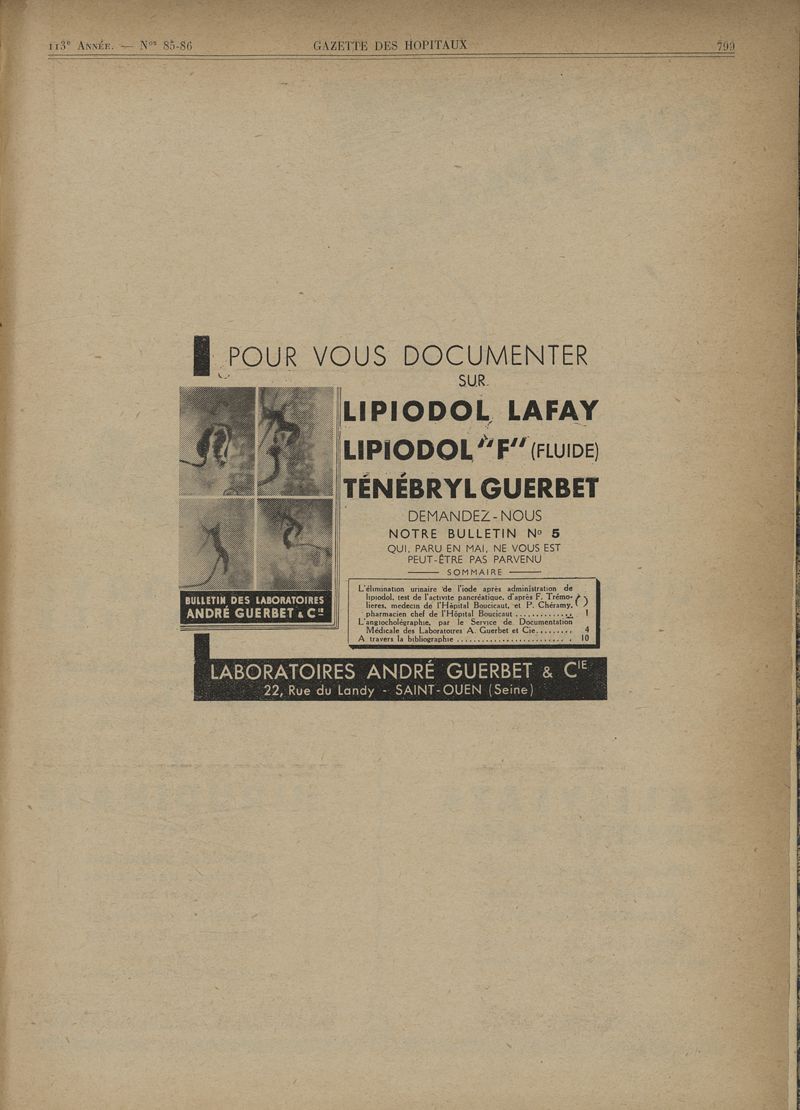 113e ANNÉE. — Nos 85-86
GAZETTE DES HOPITAUX
799
POUR VOUS DOCUMENTER
SUR
LIPIODOL LAFAY
LIPIODOL "F" (FLUIDE)
TÉNÉBRYL GUERBET
DEMANDEZ-NOUS
NOTRE BULLETIN No 5
QUI, PARU EN MAI, NE VOUS EST
PEUT-ÊTRE PAS PARVENU
SOMMAIRE
L'élimination urinaire de l'iode après administration de
lipiodol, test de l'activité pancréatique, d'après F. Trémo-
lieres, medecin de l'Hôpital Boucicaut, et P. Chéramy,
pharmacien chef de l'Hôpital Boucicaut .............. 1
L'angiocholégraphie, par le Service de Documentation
Médicale des Laboratoires A. Guerbet et Cie......... 4
A travers la bibliographie .......................... 10
BULLETIN DES LABORATOIRES
ANDRÉ GUERBET & Cie
LABORATOIRES ANDRÉ GUERBET & CIE
22, Rue du Landy - SAINT-OUEN (Seine)